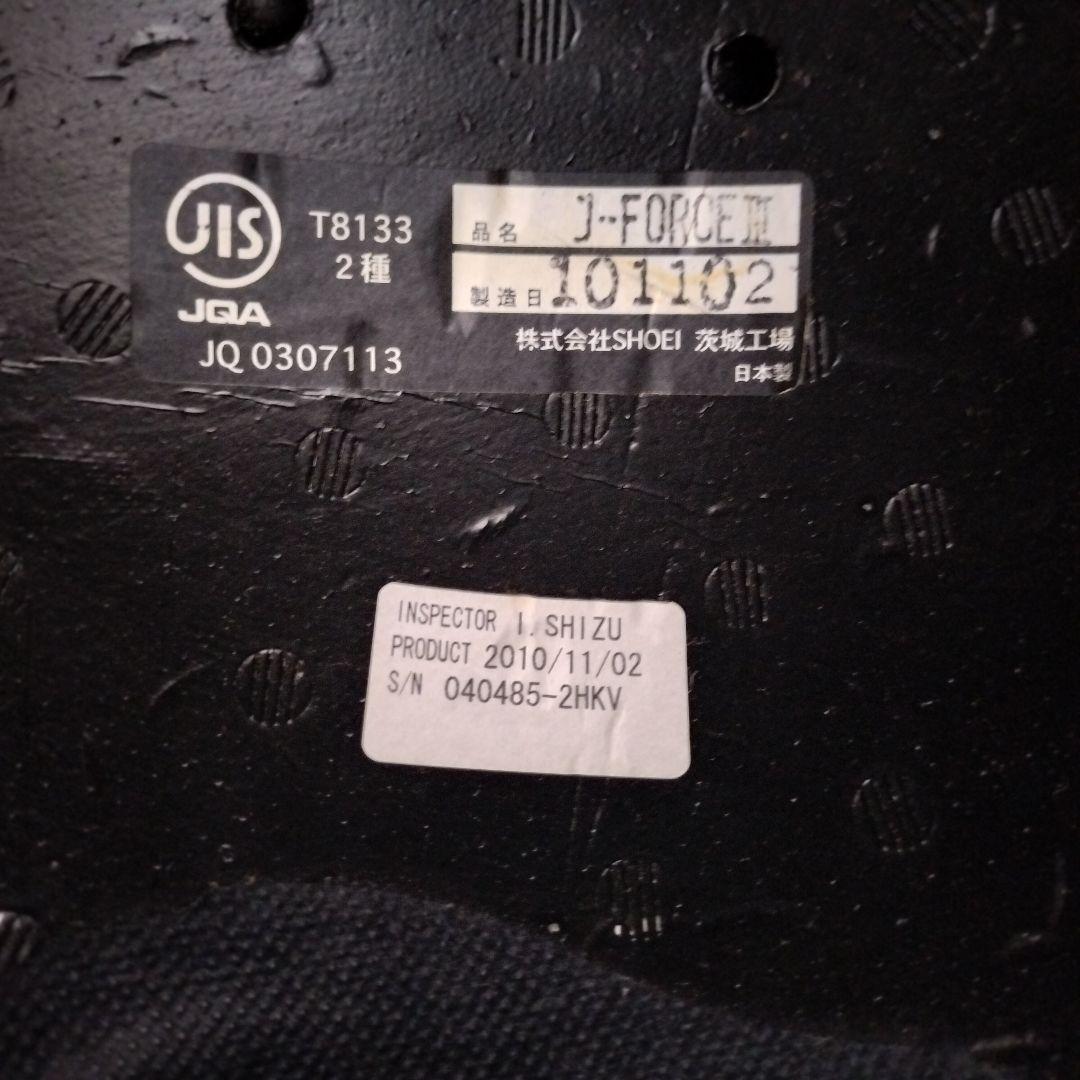 JIS
JQA
T8133
2種
JQ 0307113
品名 J-FORCEⅢ
製造日 101102
株式会社SHOEI 茨城工場
日本製
INSPECTOR I. SHIZU
PRODUCT 2010/11/02
S/N 040485-2HKV